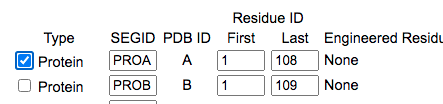 Residue ID
Type SEGID PDB ID First Last Engineered
Protein PROA A 1 108 None
Protein PROB B 1 109 None